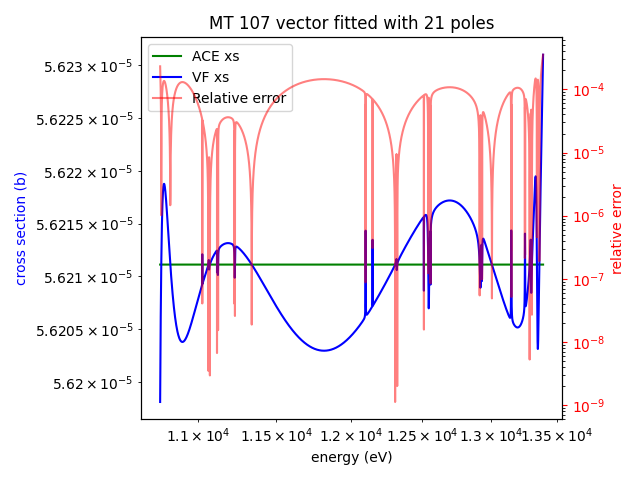 MT 107 vector fitted with 21 poles
ACE xs
VF xs
Relative error
5.623 × 10⁻⁵
5.6225 × 10⁻⁵
5.622 × 10⁻⁵
5.6215 × 10⁻⁵
5.621 × 10⁻⁵
5.6205 × 10⁻⁵
5.62 × 10⁻⁵
cross section (b)
10⁻⁴
10⁻⁵
10⁻⁶
10⁻⁷
10⁻⁸
10⁻⁹
relative error
1.1 × 10⁴ 1.15 × 10⁴ 1.2 × 10⁴ 1.25 × 10⁴ 1.3 × 10⁴ 1.35 × 10⁴
energy (eV)